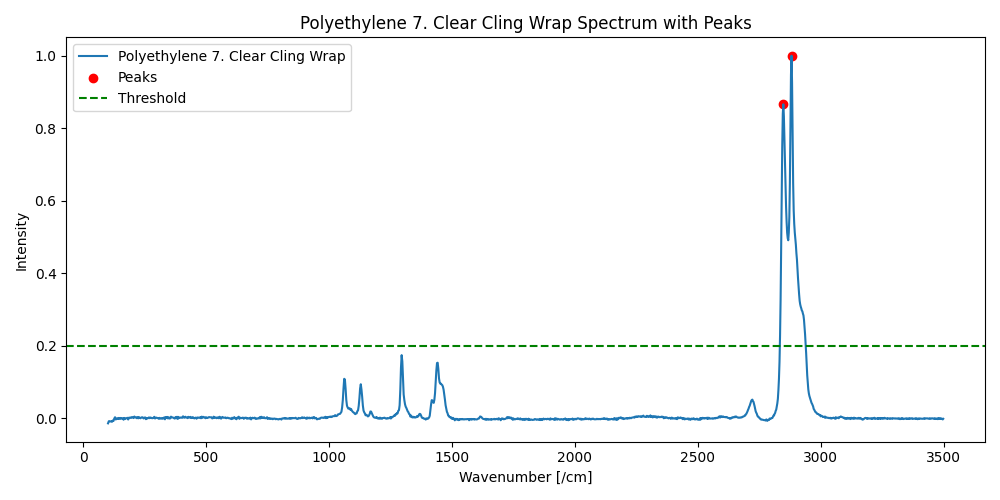 Polyethylene 7. Clear Cling Wrap Spectrum with Peaks
Polyethylene 7. Clear Cling Wrap
Peaks
Threshold
Intensity
1.0
0.8
0.6
0.4
0.2
0.0
0 500 1000 1500 2000 2500 3000 3500
Wavenumber [/cm]